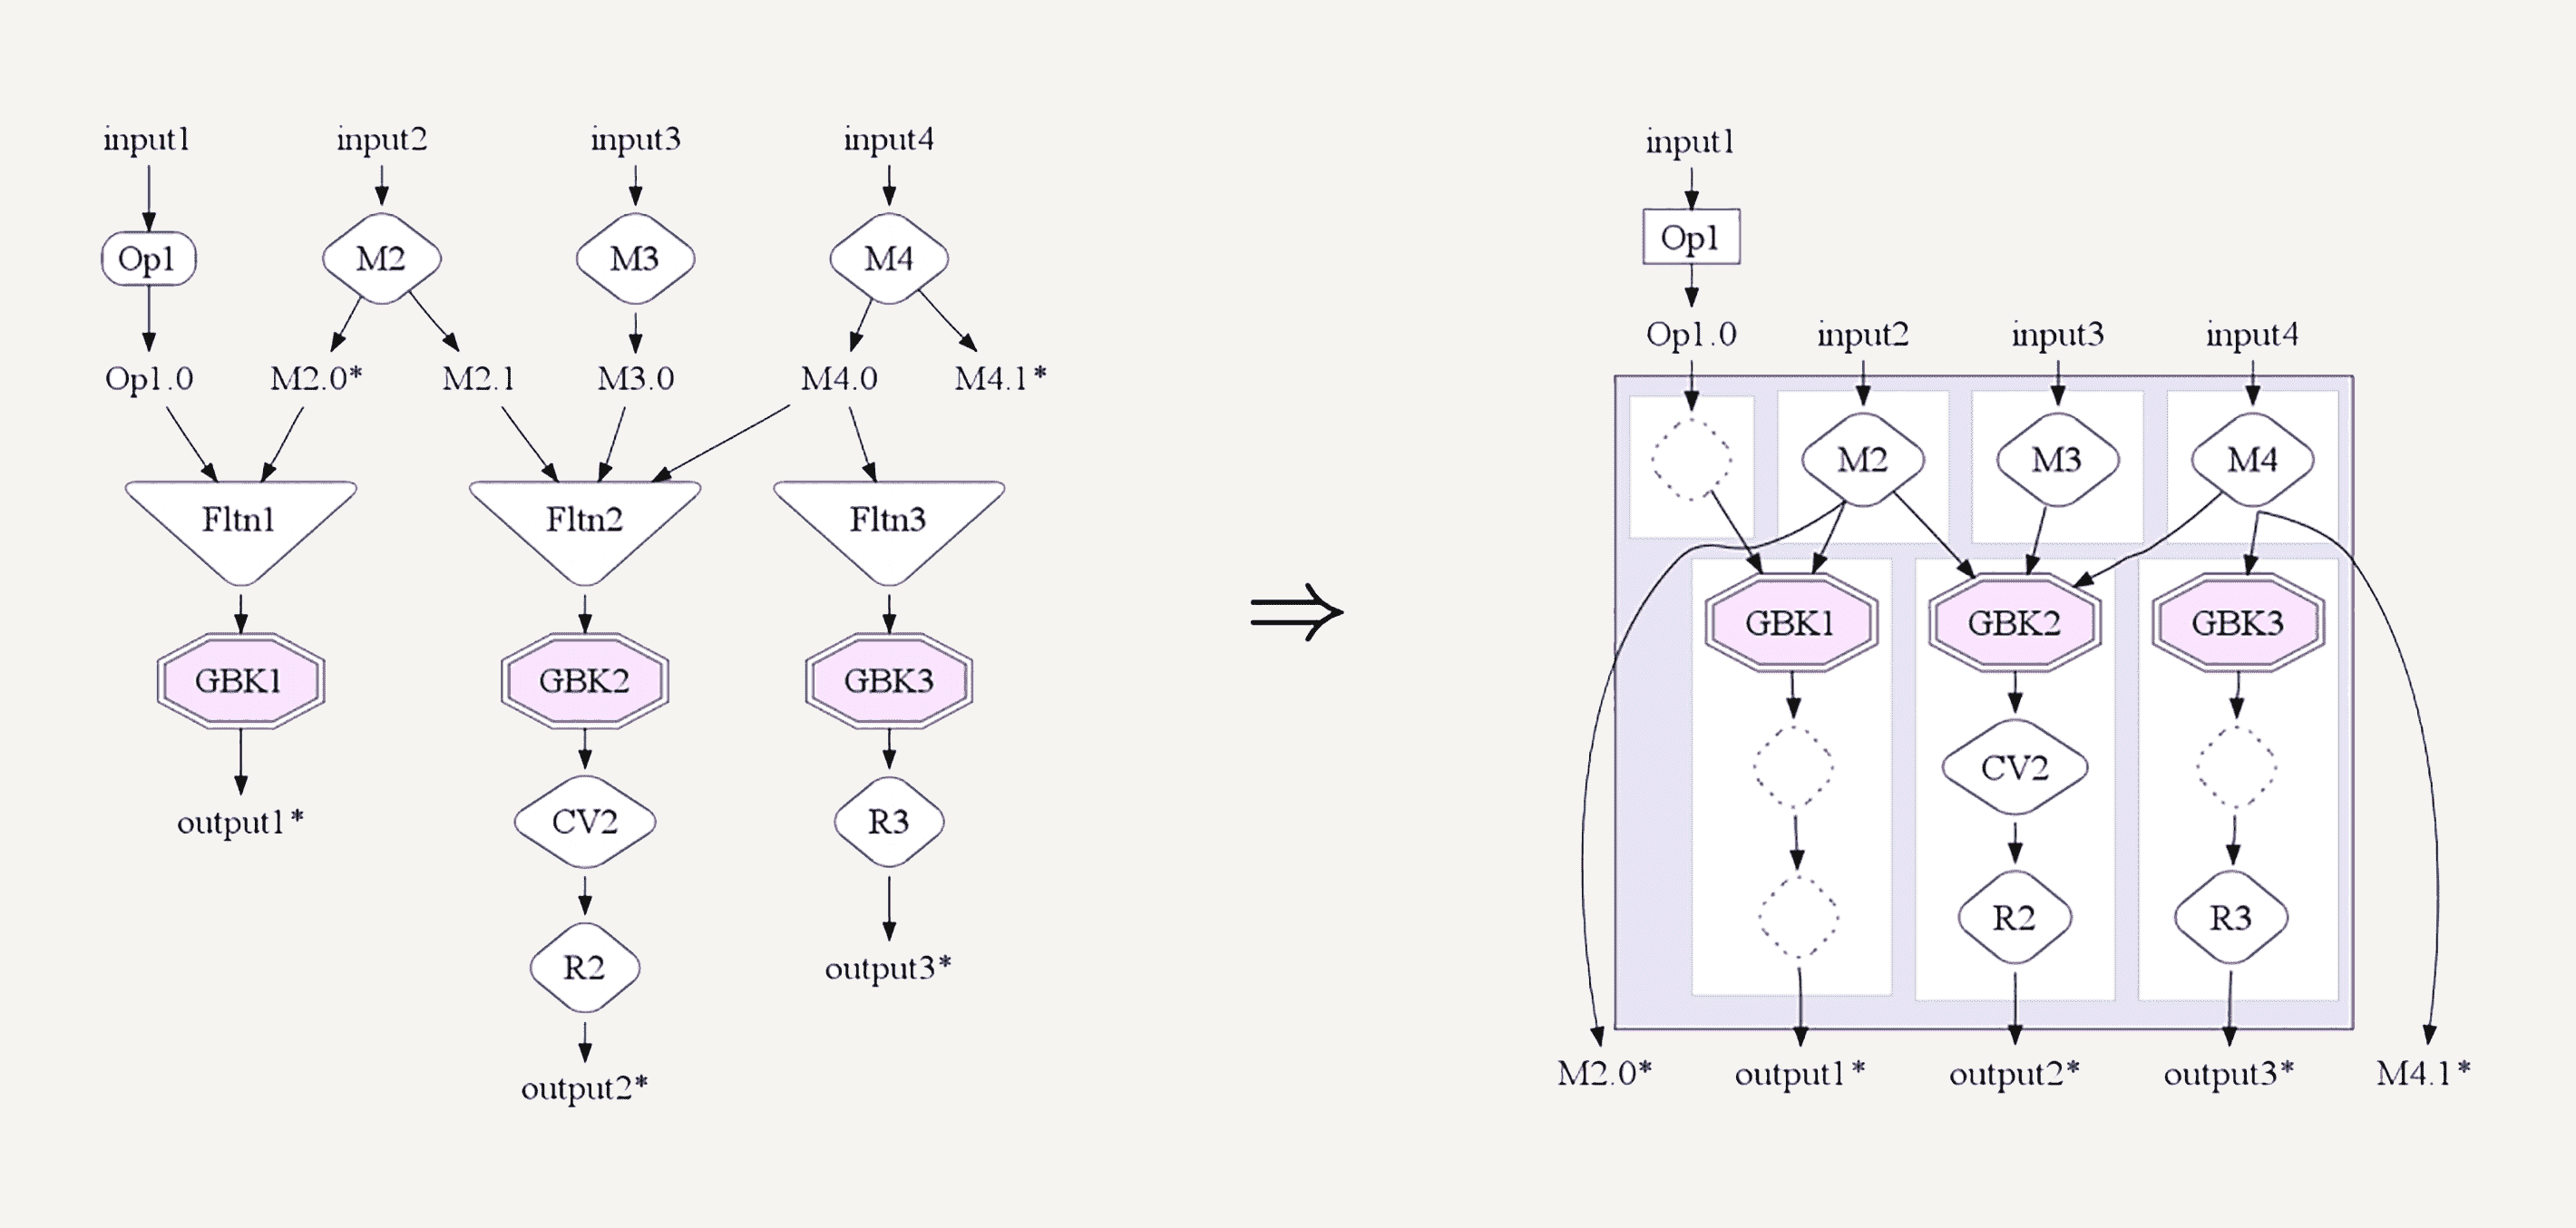 input1 input2 input3 input4
Op1 M2 M3 M4
Op1.0 M2.0* M2.1 M3.0 M4.0 M4.1*
Fltn1 Fltn2 Fltn3
GBK1 GBK2 GBK3
output1* CV2 R3
R2 output3*
output2*
⇒
input1
Op1
Op1.0 input2 input3 input4
M2 M3 M4
GBK1 GBK2 GBK3
CV2
R2 R3
M2.0* output1* output2* output3* M4.1*